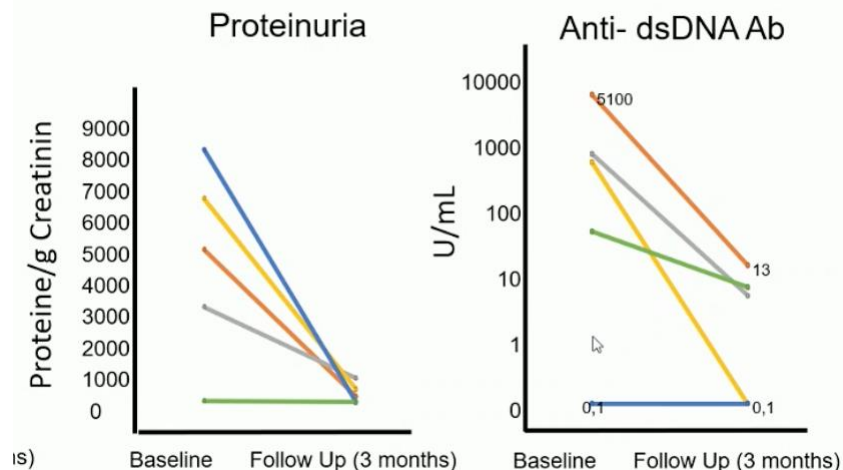 Proteinuria
Proteine/g Creatinin
9000
8000
7000
6000
5000
4000
3000
2000
1000
0
Baseline Follow Up (3 months)
Anti- dsDNA Ab
U/mL
10000
1000
100
10
1
0
5100
13
0,1
0,1
Baseline Follow Up (3 months)
s)